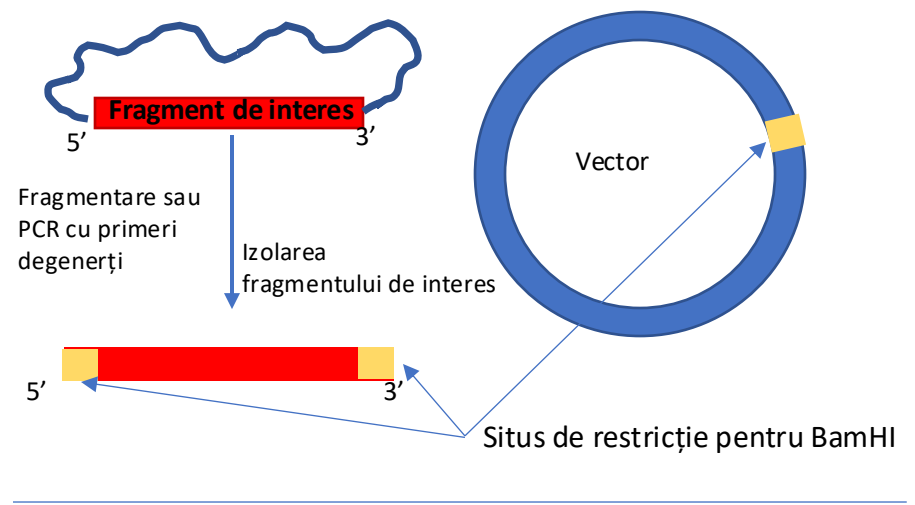 Fragment de interes
5’
3’
Vector
Fragmentare sau
PCR cu primeri
degenerți
Izolarea
fragmentului de interes
5’
3’
Situs de restricție pentru BamHI